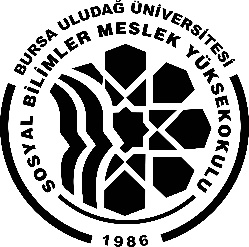 BURSA ULUDAĞ ÜNİVERSİTESİ
SOSYAL BİLİMLER MESLEK YÜKSEKOKULU
1986